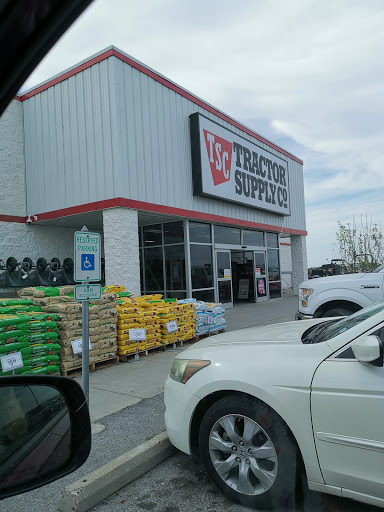 TSC
TRACTOR
SUPPLY CO
RESERVED
PARKING